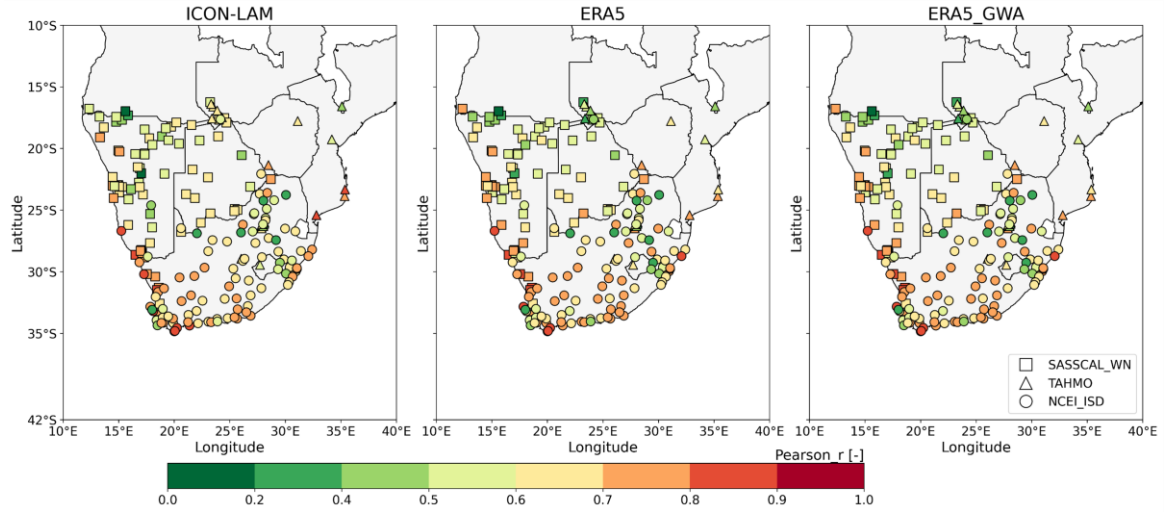 ICON-LAM
ERA5
ERA5_GWA
10°S
15°S
20°S
25°S
30°S
35°S
42°S
Latitude
Latitude
Latitude
10°E 15°E 20°E 25°E 30°E 35°E 40°E
10°E 15°E 20°E 25°E 30°E 35°E 40°E
10°E 15°E 20°E 25°E 30°E 35°E 40°E
SASSCAL_WN
TAHMO
NCEI_ISD
Longitude
Longitude
Longitude
Pearson_r [-]
0.0 0.2 0.4 0.5 0.6 0.7 0.8 0.9 1.0